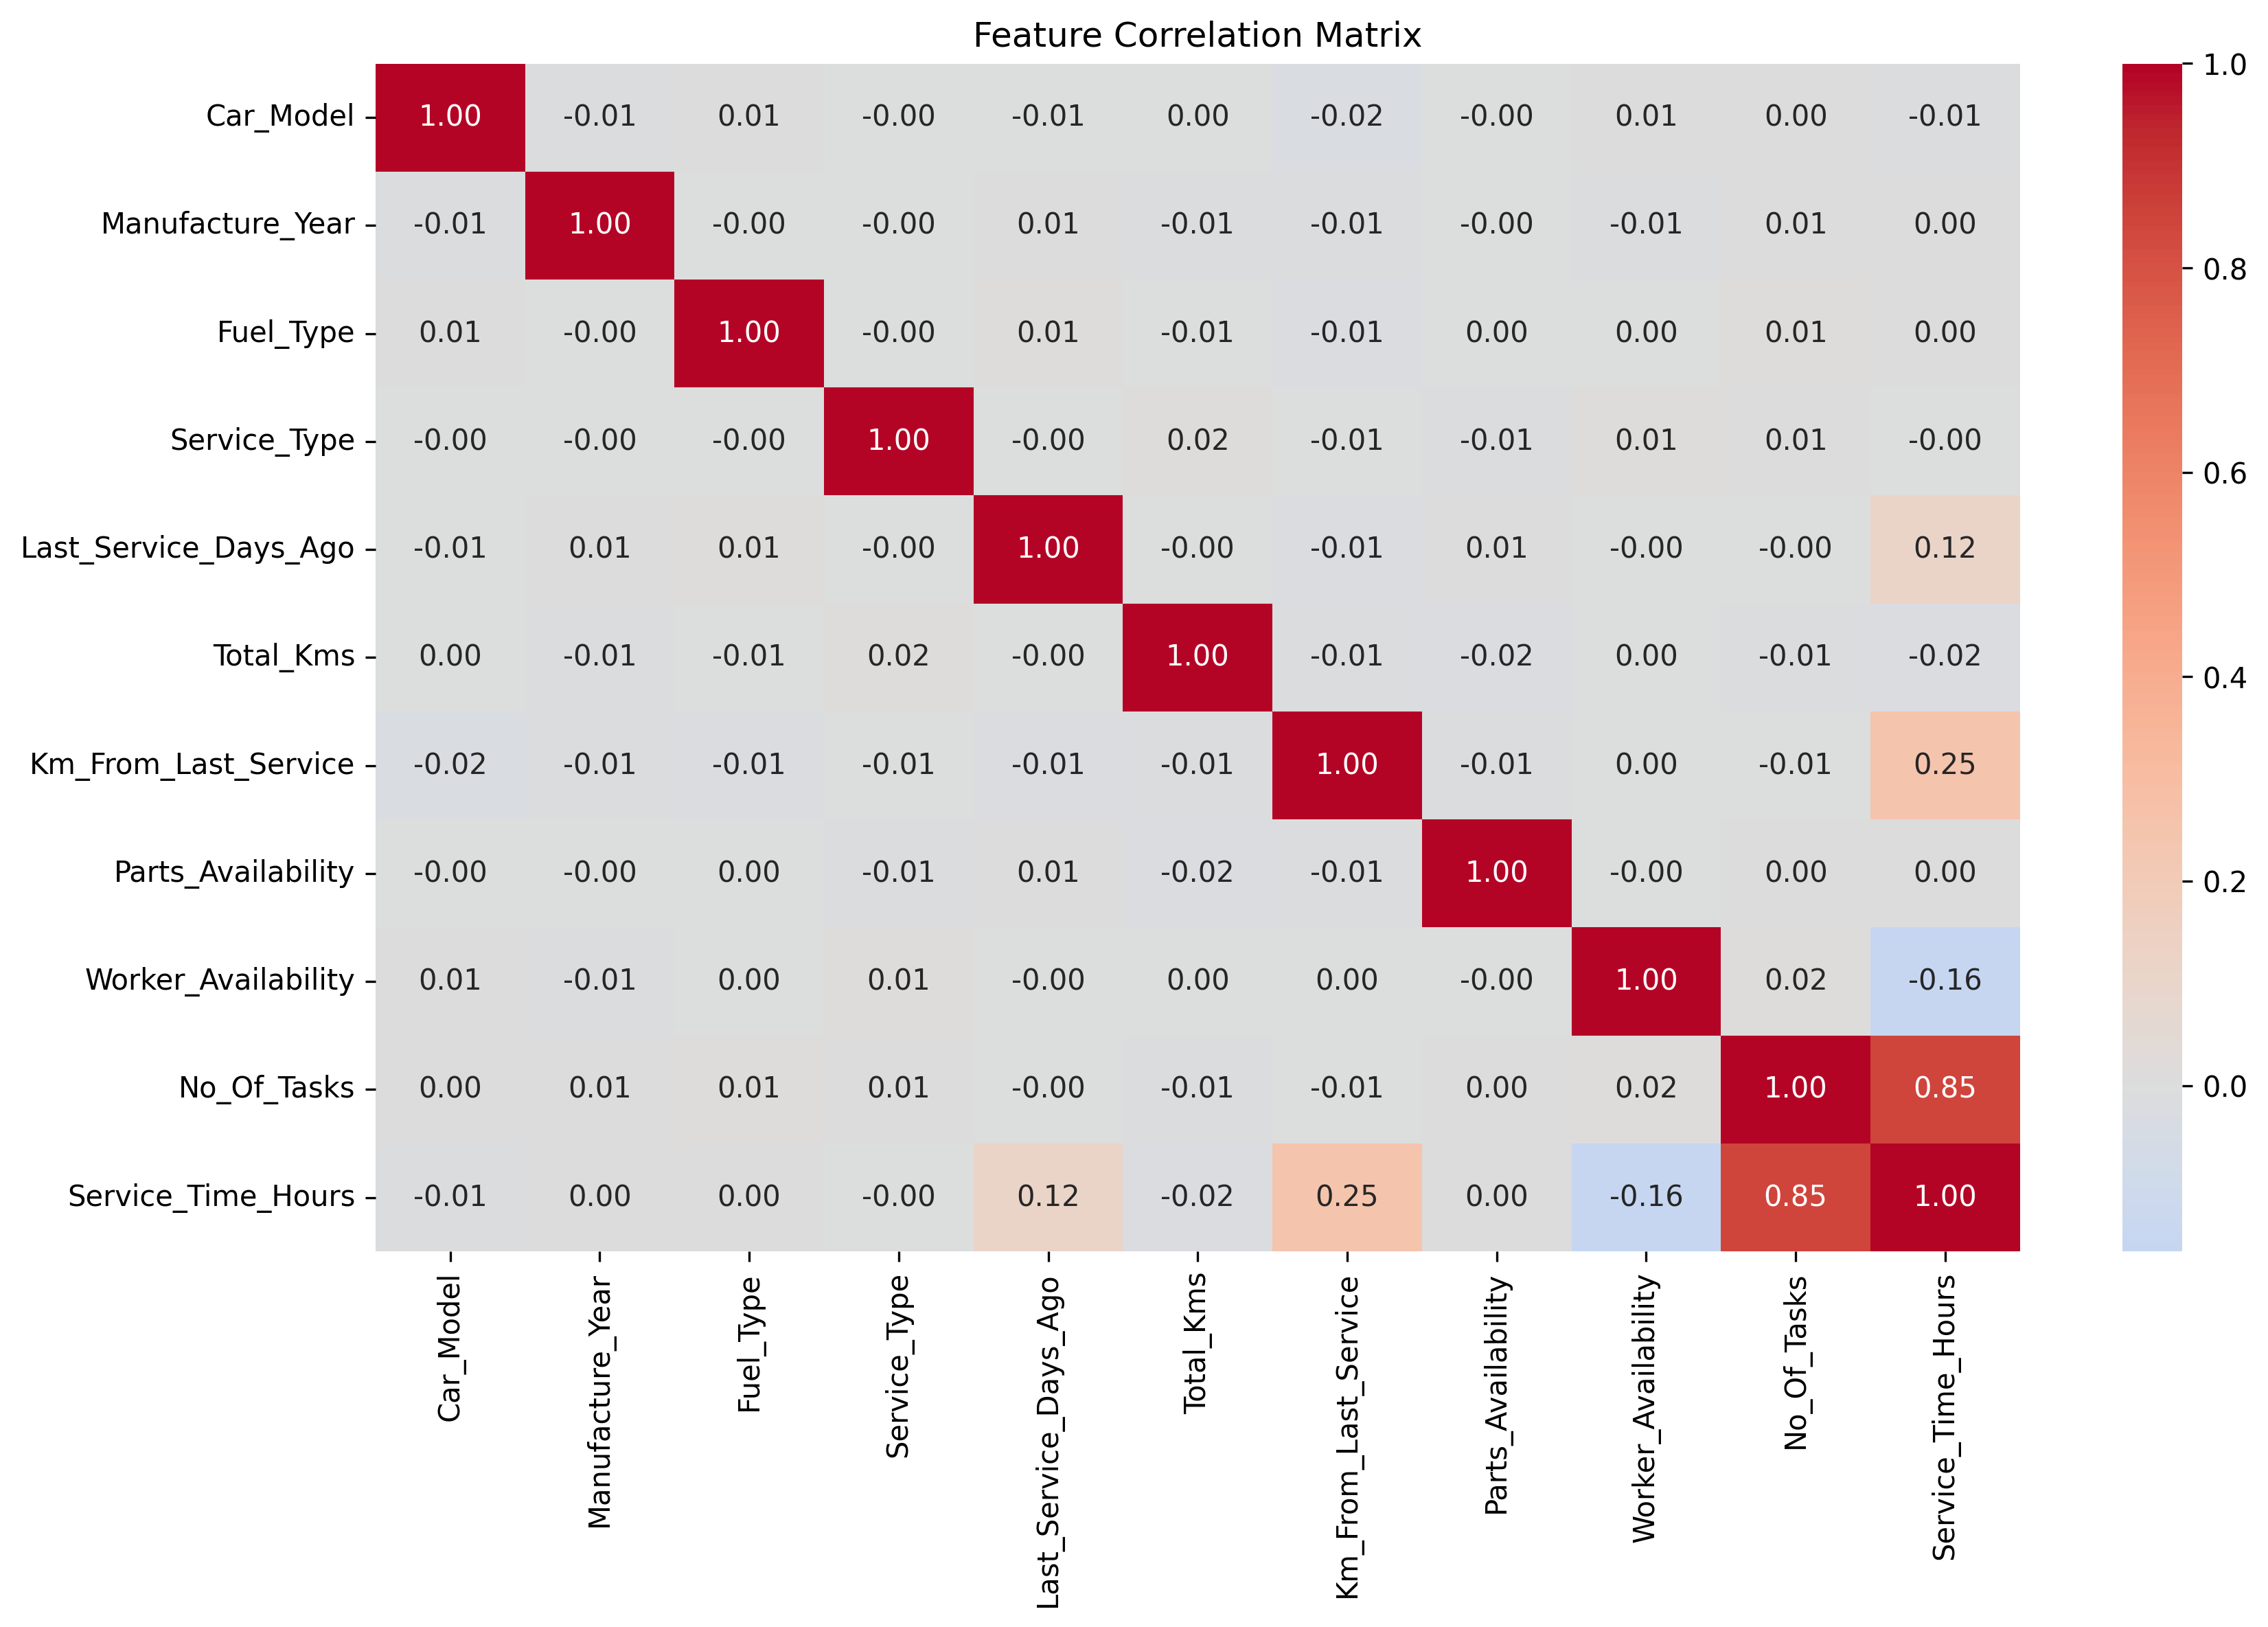 Feature Correlation Matrix
Car_Model 1.00 -0.01 0.01 -0.00 -0.01 0.00 -0.02 -0.00 0.01 0.00 -0.01
Manufacture_Year -0.01 1.00 -0.00 -0.00 0.01 -0.01 -0.01 -0.00 -0.01 0.01 0.00
Fuel_Type 0.01 -0.00 1.00 -0.00 0.01 -0.01 -0.01 0.00 0.00 0.01 0.00
Service_Type -0.00 -0.00 -0.00 1.00 -0.00 0.02 -0.01 -0.01 0.01 0.01 -0.00
Last_Service_Days_Ago -0.01 0.01 0.01 -0.00 1.00 -0.00 -0.01 0.01 -0.00 -0.00 0.12
Total_Kms 0.00 -0.01 -0.01 0.02 -0.00 1.00 -0.01 -0.02 0.00 -0.01 -0.02
Km_From_Last_Service -0.02 -0.01 -0.01 -0.01 -0.01 -0.01 1.00 -0.01 0.00 -0.01 0.25
Parts_Availability -0.00 -0.00 0.00 -0.01 0.01 -0.02 -0.01 1.00 -0.00 0.00 0.00
Worker_Availability 0.01 -0.01 0.00 0.01 -0.00 0.00 0.00 -0.00 1.00 0.02 -0.16
No_Of_Tasks 0.00 0.01 0.01 0.01 -0.00 -0.01 -0.01 0.00 0.02 1.00 0.85
Service_Time_Hours -0.01 0.00 0.00 -0.00 0.12 -0.02 0.25 0.00 -0.16 0.85 1.00
Car_Model
Manufacture_Year
Fuel_Type
Service_Type
Last_Service_Days_Ago
Total_Kms
Km_From_Last_Service
Parts_Availability
Worker_Availability
No_Of_Tasks
Service_Time_Hours
1.0
0.8
0.6
0.4
0.2
0.0